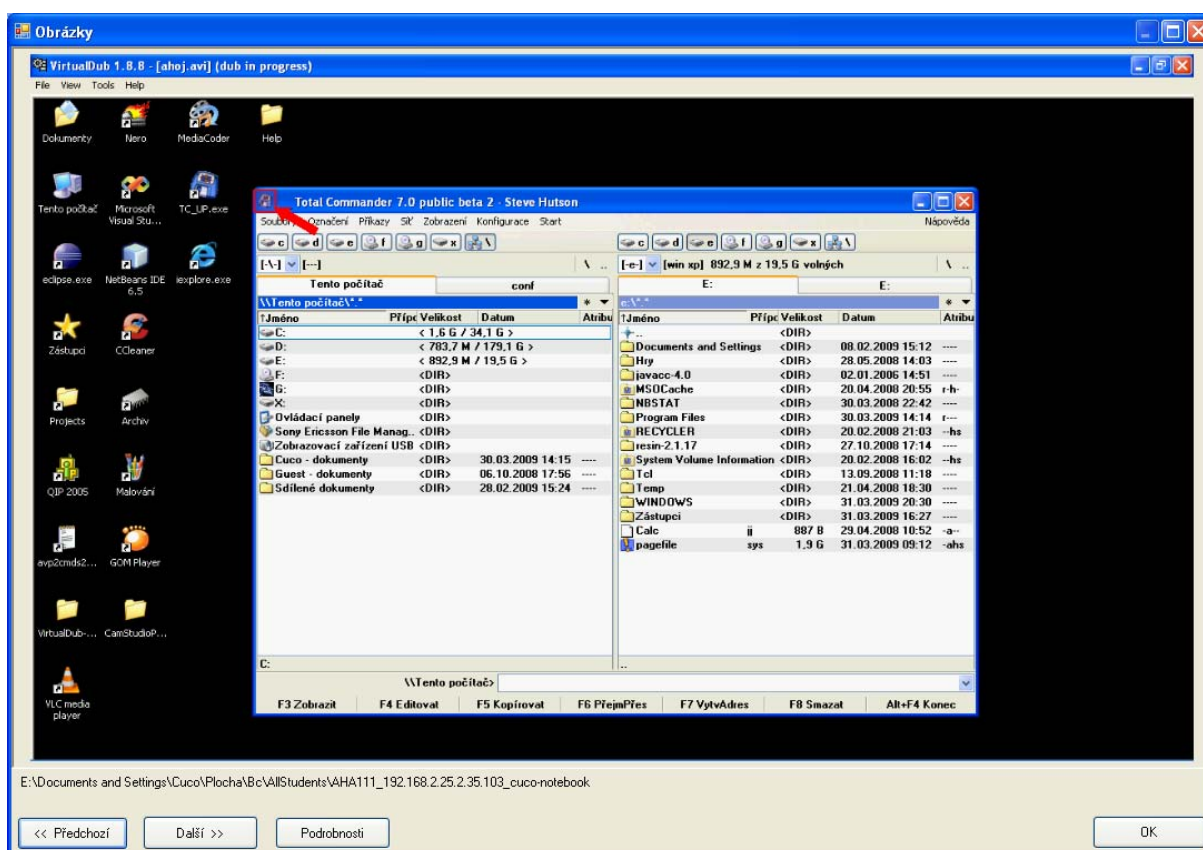 Obrázky
VirtualDub 1.8.8 - [ahoj.avi] (dub in progress)
File View Tools Help
Dokumenty
Nero
MediaCoder
Help
Tento počítač
Microsoft Visual Stu...
TC_UP.exe
eclipse.exe
NetBeans IDE 6.5
iexplore.exe
Zástupci
CCleaner
Projects
Archiv
QIP 2005
Malování
avp2cmds2...
GOM Player
VirtualDub-...
CamStudioP...
VLC media player
Total Commander 7.0 public beta 2 - Steve Hutson
Označení Příkazy Síť Zobrazení Konfigurace Start Nápověda
c d e f g x \
c d e f g x \
[-\-] [---] \ ..
[-e-] [win xp] 892,9 M z 19,5 G volných \ ..
Tento počítač conf
E: E:
\\Tento počítač\*.* * ▼
e:\*.* * ▼
↑Jméno Přípc Velikost Datum Atribu
C: < 1,6 G / 34,1 G >
D: < 783,7 M / 179,1 G >
E: < 892,9 M / 19,5 G >
F: <DIR>
G: <DIR>
X: <DIR>
Ovládací panely <DIR>
Sony Ericsson File Manag.. <DIR>
Zobrazovací zařízení USB <DIR>
Cuco - dokumenty <DIR> 30.03.2009 14:15 ----
Guest - dokumenty <DIR> 06.10.2008 17:56 ----
Sdílené dokumenty <DIR> 28.02.2009 15:24 ----
↑Jméno Přípc Velikost Datum Atribu
.. <DIR>
Documents and Settings <DIR> 08.02.2009 15:12 ----
Hry <DIR> 28.05.2008 14:03 ----
javacc-4.0 <DIR> 02.01.2006 14:51 ----
MSOCache <DIR> 20.04.2008 20:55 r-h-
NBSTAT <DIR> 30.03.2008 22:42 ----
Program Files <DIR> 30.03.2009 14:14 r---
RECYCLER <DIR> 20.02.2008 21:03 --hs
resin-2.1.17 <DIR> 27.10.2008 17:14 ----
System Volume Information <DIR> 20.02.2008 16:02 --hs
Tcl <DIR> 13.09.2008 11:18 ----
Temp <DIR> 21.04.2008 18:30 ----
WINDOWS <DIR> 31.03.2009 20:30 ----
Zástupci <DIR> 31.03.2009 16:27 ----
Calc jj 887 B 29.04.2008 10:52 -a--
pagefile sys 1,9 G 31.03.2009 09:12 -ahs
C:
..
\\Tento počítač>
F3 Zobrazit F4 Editovat F5 Kopírovat F6 PřejmPřes F7 VytvAdres F8 Smazat Alt+F4 Konec
E:\Documents and Settings\Cuco\Plocha\Bc\AllStudents\AHA111_192.168.2.25.2.35.103_cuco-notebook
<< Předchozí
Další >>
Podrobnosti
OK